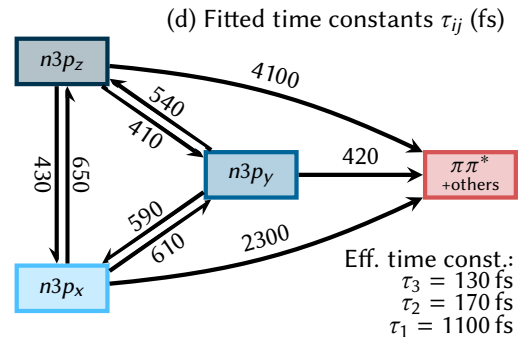 (d) Fitted time constants τij (fs)
n3pz
4100
540
410
430
650
n3py
420
ππ*
+others
590
610
2300
n3px
Eff. time const.:
τ3 = 130 fs
τ2 = 170 fs
τ1 = 1100 fs